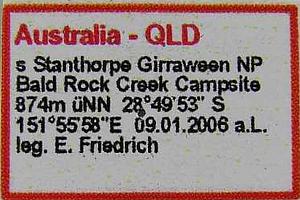 Australia - QLD
s Stanthorpe Girraween NP
Bald Rock Creek Campsite
874m üNN 28°49'53" S
151°55'58"E 09.01.2006 a.L.
leg. E. Friedrich